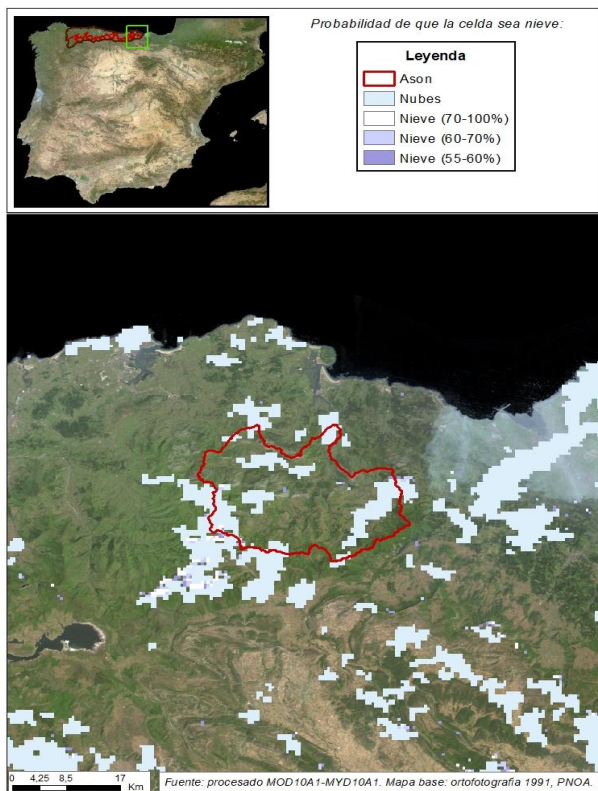 Probabilidad de que la celda sea nieve:
Leyenda
Ason
Nubes
Nieve (70-100%)
Nieve (60-70%)
Nieve (55-60%)
0 4,25 8,5 17
Km
Fuente: procesado MOD10A1-MYD10A1. Mapa base: ortofotografia 1991, PNOA.